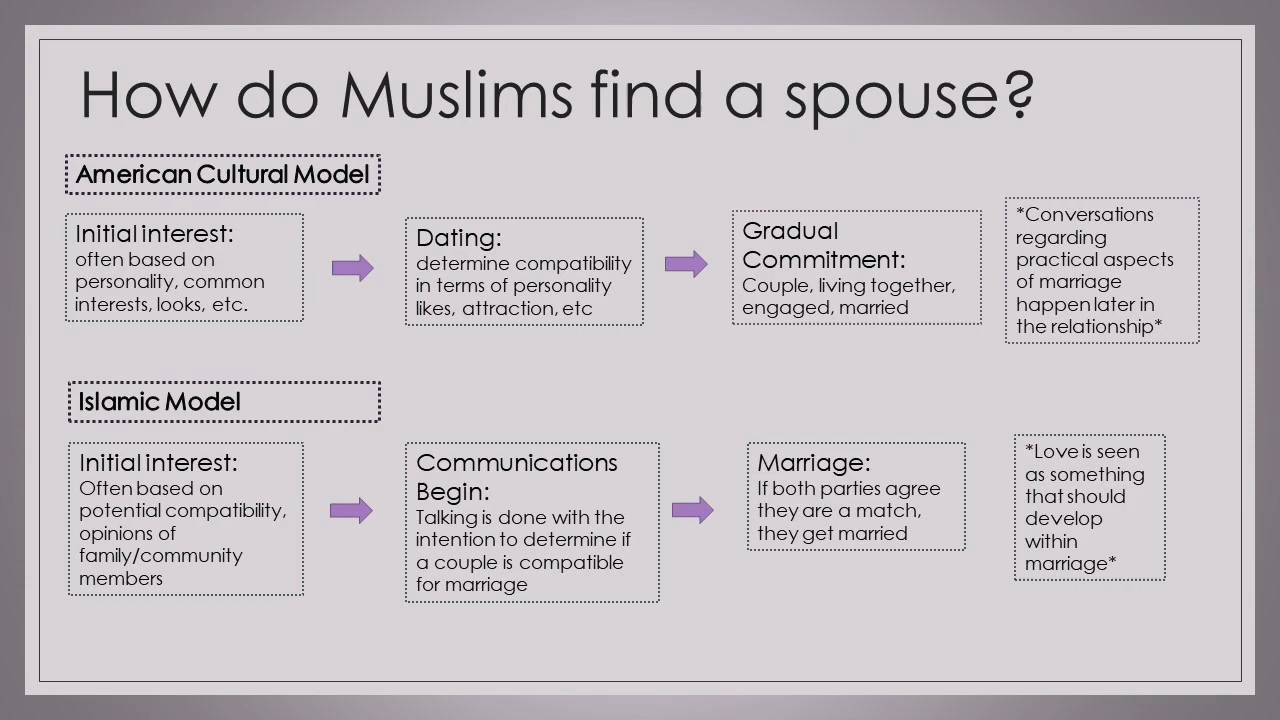 How do Muslims find a spouse?
American Cultural Model
Initial interest:
often based on
personality, common
interests, looks, etc.
Dating:
determine compatibility
in terms of personality
likes, attraction, etc
Gradual
Commitment:
Couple, living together,
engaged, married
*Conversations
regarding
practical aspects
of marriage
happen later in
the relationship*
Islamic Model
Initial interest:
Often based on
potential compatibility,
opinions of
family/community
members
Communications
Begin:
Talking is done with the
intention to determine if
a couple is compatible
for marriage
Marriage:
If both parties agree
they are a match,
they get married
*Love is seen
as something
that should
develop
within
marriage*